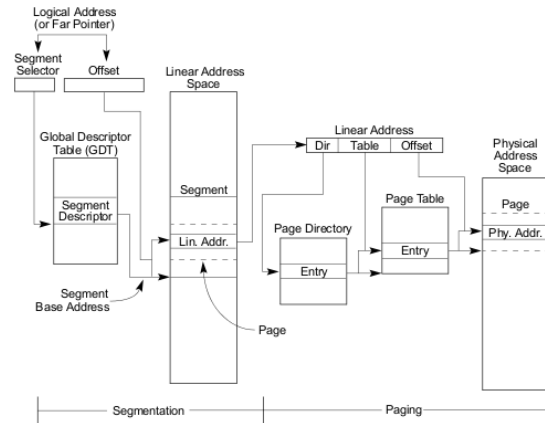 Logical Address
(or Far Pointer)
Segment
Selector
Offset
Linear Address
Space
Global Descriptor
Table (GDT)
Segment
Descriptor
Segment
Lin. Addr.
Segment
Base Address
Page
Linear Address
Dir
Table
Offset
Page Directory
Entry
Page Table
Entry
Physical
Address
Space
Page
Phy. Addr.
Segmentation
Paging